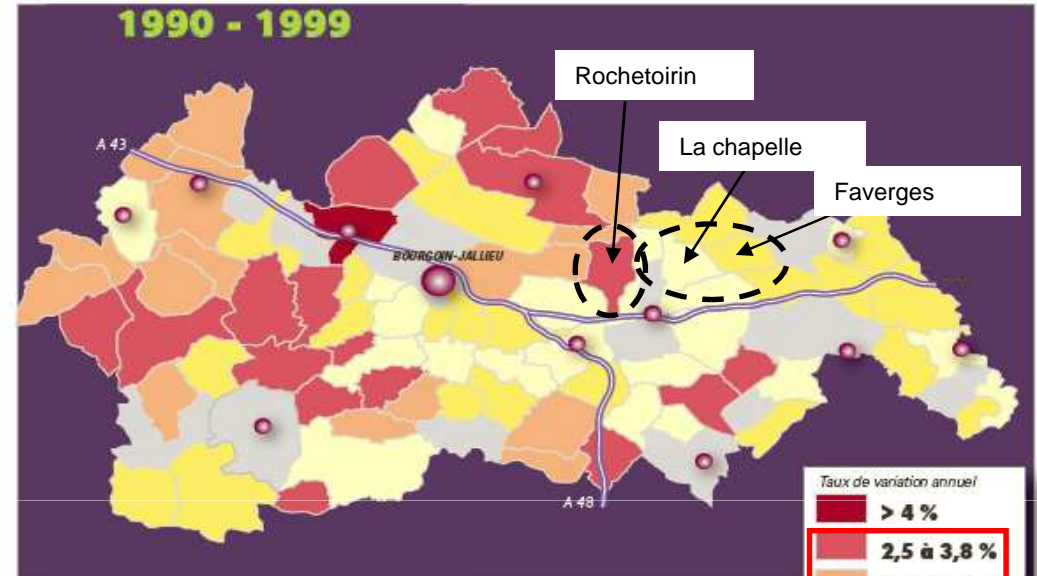 1990 - 1999
Rochetoirin
La chapelle
Faverges
A 43
BOURGOIN-JALLIEU
A 48
Taux de variation annuel
> 4 %
2,5 à 3,8 %